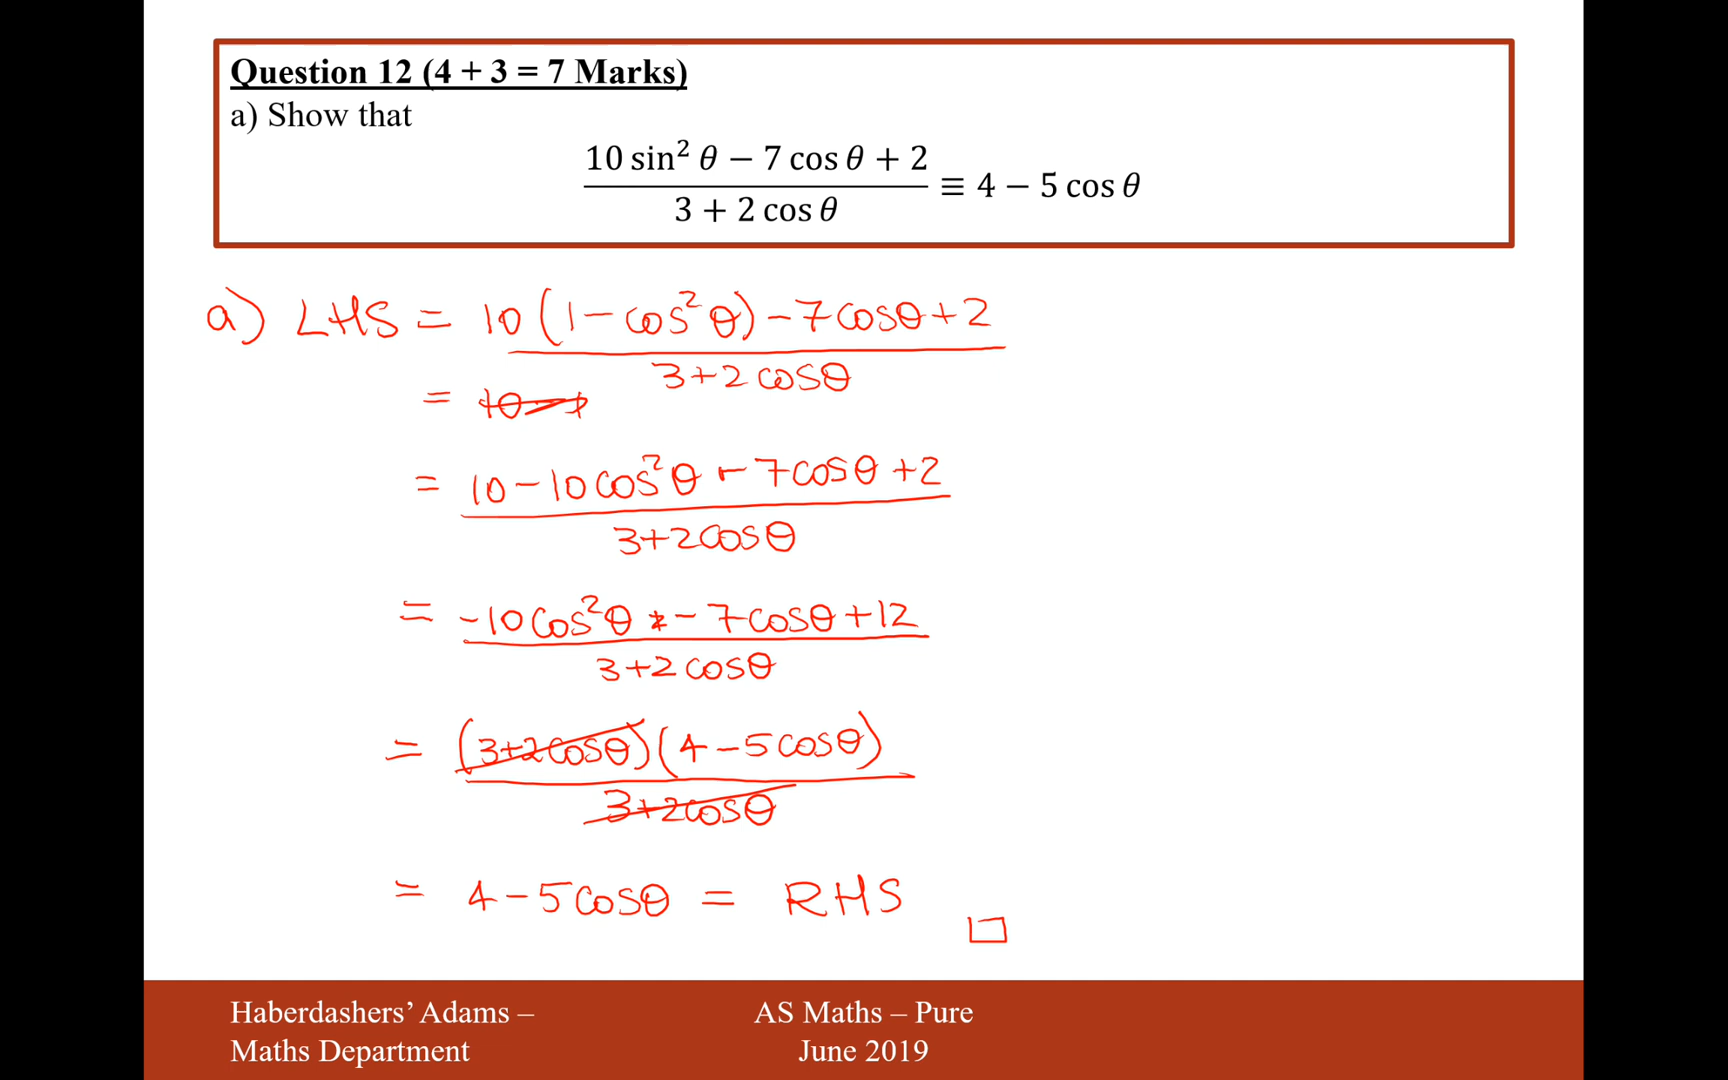 Question 12 (4 + 3 = 7 Marks)
a) Show that
10 sin² θ − 7 cos θ + 2
≡ 4 − 5 cos θ
3 + 2 cos θ
a) LHS = 10(1−cos²θ)−7cosθ+2
3+2cosθ
=
= 10−10cos²θ − 7cosθ+2
3+2cosθ
= −10cos²θ − 7cosθ+12
3+2cosθ
= (3+2cosθ)(4−5cosθ)
3+2cosθ
= 4−5cosθ = RHS
□
Haberdashers’ Adams –
Maths Department
AS Maths – Pure
June 2019